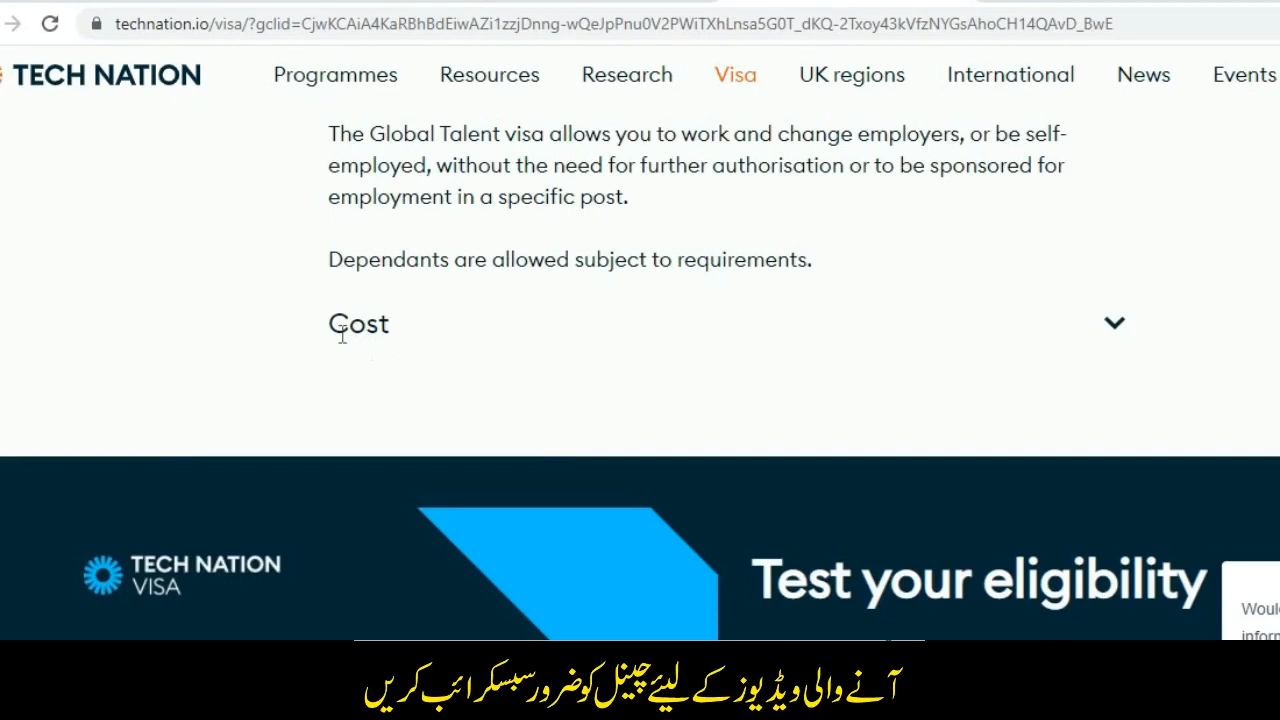 technation.io/visa/?gclid=CjwKCAiA4KaRBhBdEiwAZi1zzjDnng-wQeJpPnu0V2PWiTXhLnsa5G0T_dKQ-2Txoy43kVfzNYGsAhoCH14QAvD_BwE
TECH NATION Programmes Resources Research Visa UK regions International News Events
The Global Talent visa allows you to work and change employers, or be self-
employed, without the need for further authorisation or to be sponsored for
employment in a specific post.
Dependants are allowed subject to requirements.
Cost
TECH NATION
VISA
Test your eligibility
Woul
inforn
آنے والی ویڈیوز کے لیئے چینل کو ضرور سبسکرائب کریں